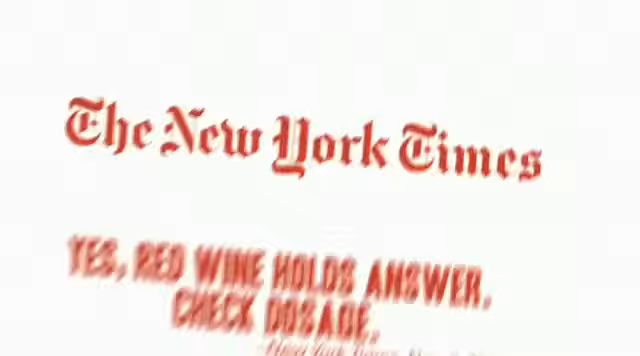 The New York Times
YES, RED WINE HOLDS ANSWER.
CHECK DOSAGE.